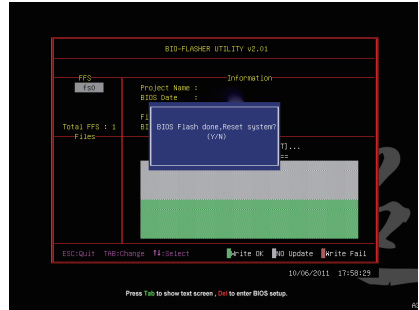 BIO-FLASHER UTILITY v2.01
FFS
Information
fs0
Project Name :
BIOS Date :
Total FFS : 1
Files
BIOS Flash done,Reset system?
(Y/N)
ESC:Quit TAB:Change ↑↓:Select
Write OK NO Update Write Fail
10/06/2011 17:58:29
Press Tab to show text screen , Del to enter BIOS setup.